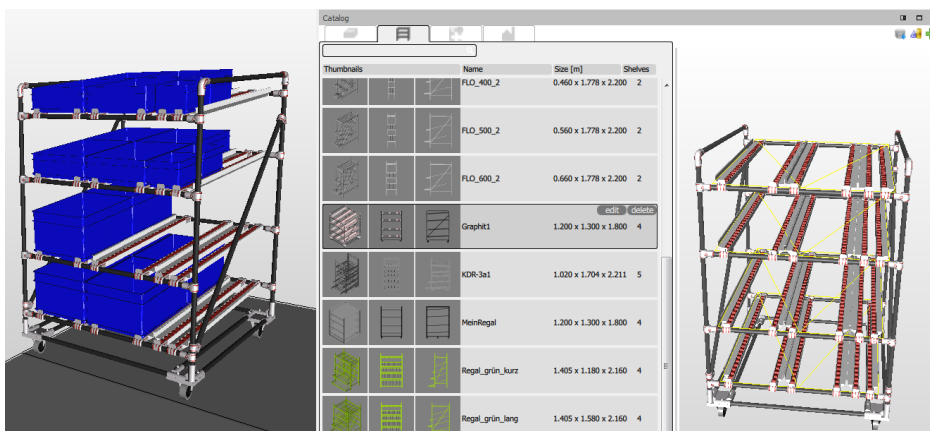 Catalog
Thumbnails Name Size [m] Shelves
FLO_400_2 0.460 x 1.778 x 2.200 2
FLO_500_2 0.560 x 1.778 x 2.200 2
FLO_600_2 0.660 x 1.778 x 2.200 2
edit delete
Graphit1 1.200 x 1.300 x 1.800 4
KDR-3a1 1.020 x 1.704 x 2.211 5
MeinRegal 1.200 x 1.300 x 1.800 4
Regal_grün_kurz 1.405 x 1.180 x 2.160 4
Regal_grün_lang 1.405 x 1.580 x 2.160 4